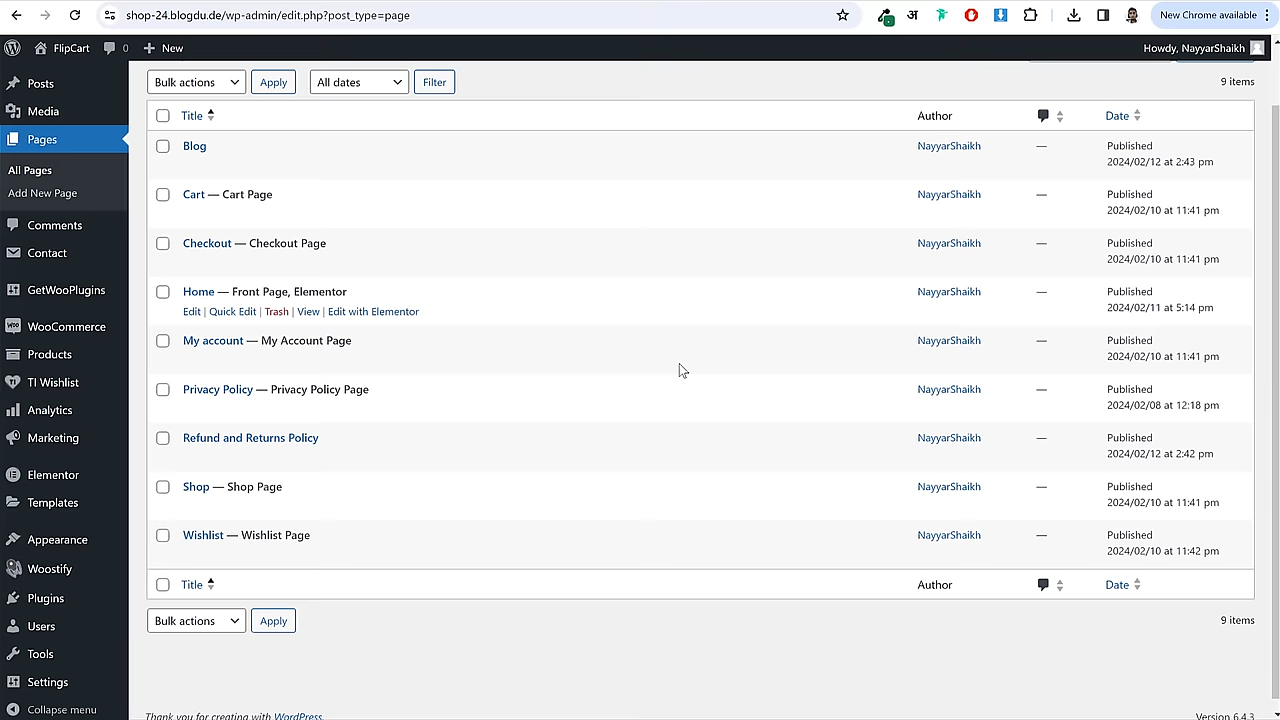 shop-24.blogdu.de/wp-admin/edit.php?post_type=page
अ
New Chrome available
FlipCart
0
New
Howdy, NayyarShaikh
Posts
Media
Pages
All Pages
Add New Page
Comments
Contact
GetWooPlugins
WooCommerce
Products
TI Wishlist
Analytics
Marketing
Elementor
Templates
Appearance
Woostify
Plugins
Users
Tools
Settings
Collapse menu
Bulk actions
Apply
All dates
Filter
9 items
Title Author Date
Blog NayyarShaikh — Published
2024/02/12 at 2:43 pm
Cart — Cart Page NayyarShaikh — Published
2024/02/10 at 11:41 pm
Checkout — Checkout Page NayyarShaikh — Published
2024/02/10 at 11:41 pm
Home — Front Page, Elementor NayyarShaikh — Published
Edit | Quick Edit | Trash | View | Edit with Elementor 2024/02/11 at 5:14 pm
My account — My Account Page NayyarShaikh — Published
2024/02/10 at 11:41 pm
Privacy Policy — Privacy Policy Page NayyarShaikh — Published
2024/02/08 at 12:18 pm
Refund and Returns Policy NayyarShaikh — Published
2024/02/12 at 2:42 pm
Shop — Shop Page NayyarShaikh — Published
2024/02/10 at 11:41 pm
Wishlist — Wishlist Page NayyarShaikh — Published
2024/02/10 at 11:42 pm
Title Author Date
Bulk actions
Apply
9 items
Thank you for creating with WordPress.
Version 6.4.3